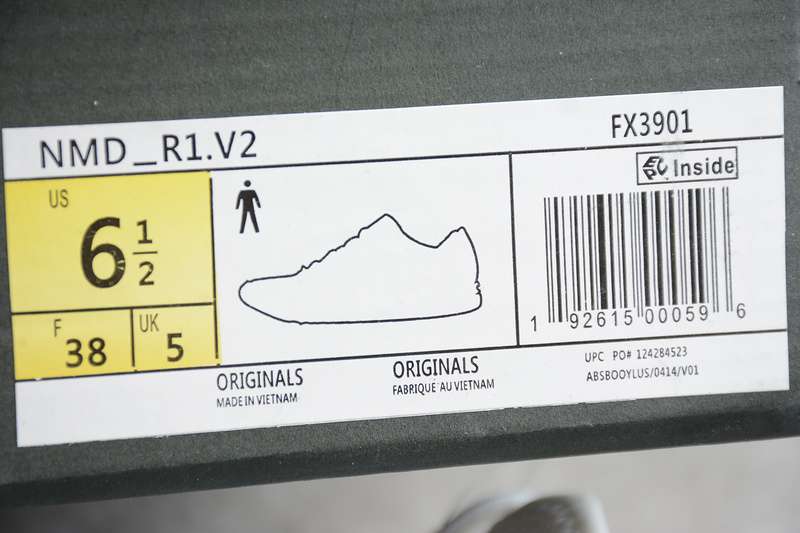 NMD_R1.V2
FX3901
Inside
US
6 1/2
F
38
UK
5
1 92615 00059 6
ORIGINALS
MADE IN VIETNAM
ORIGINALS
FABRIQUÉ AU VIETNAM
UPC PO# 124284523
ABSBOOYLUS/0414/V01